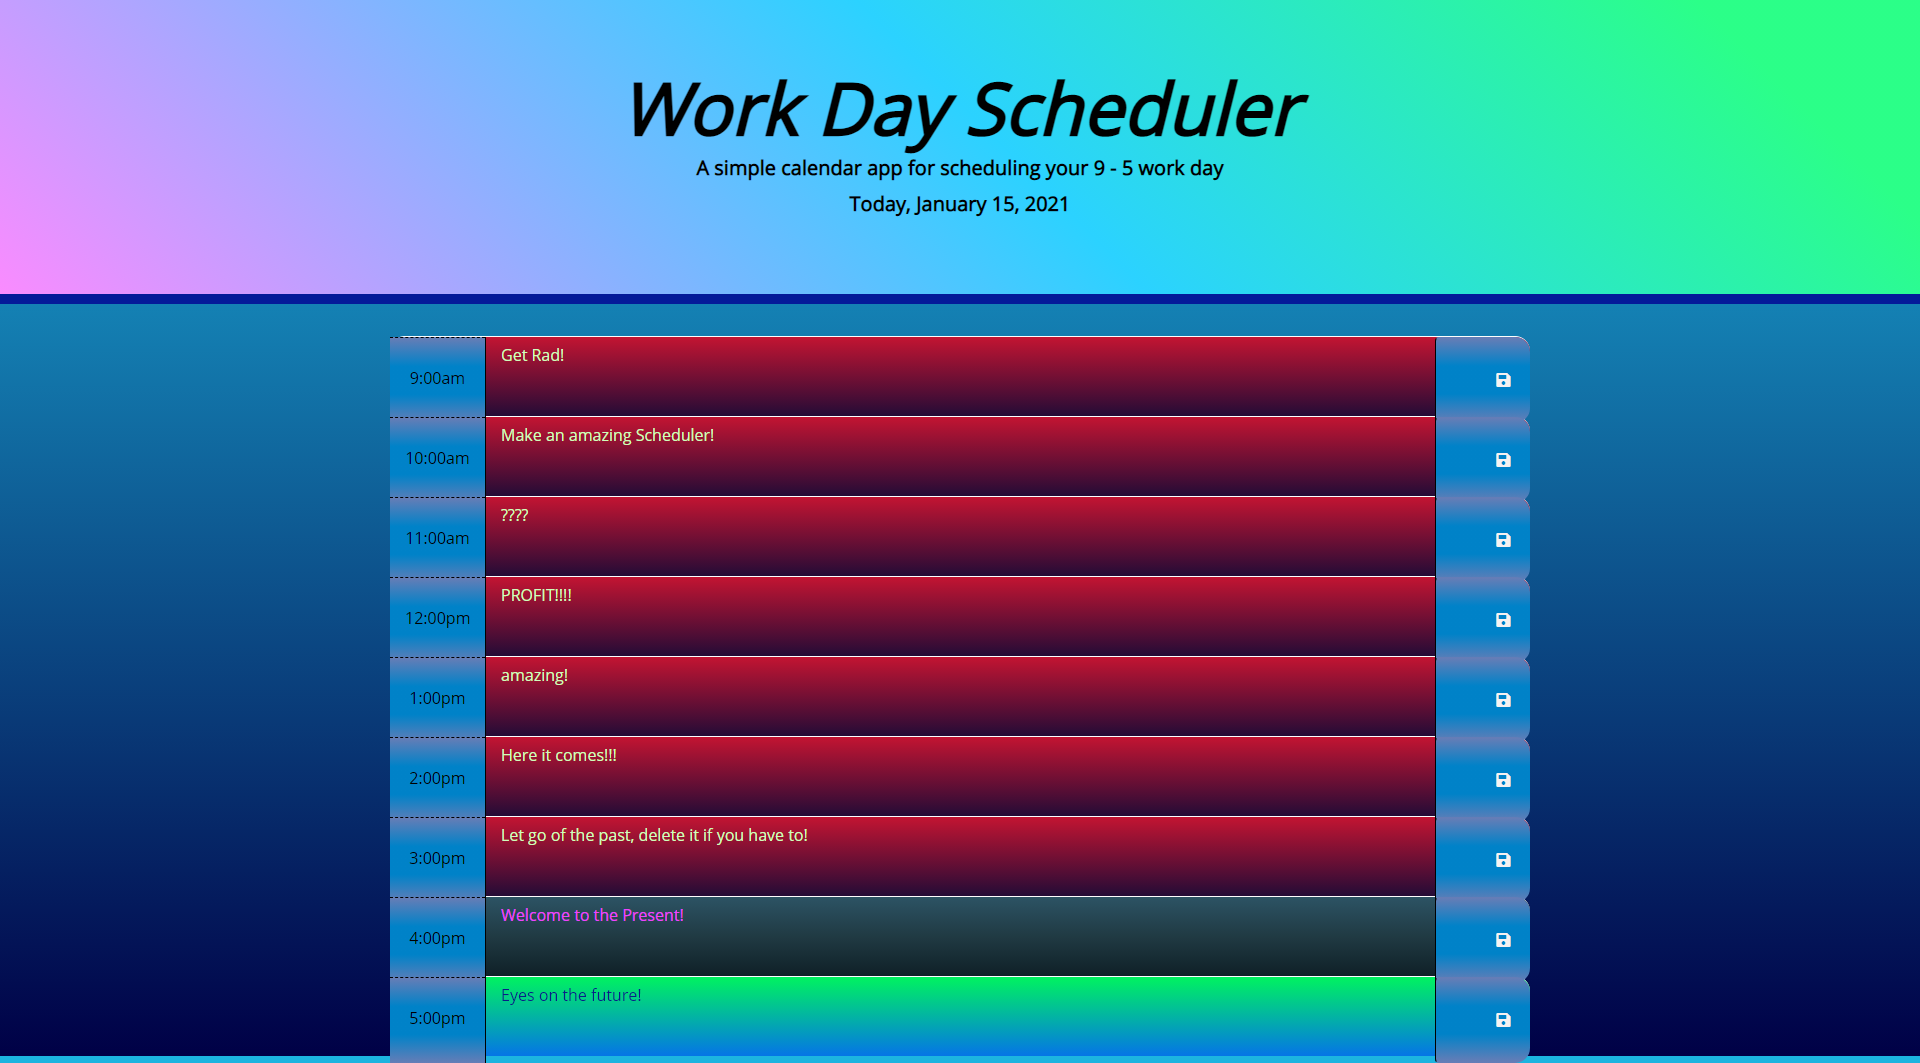 Work Day Scheduler
A simple calendar app for scheduling your 9 - 5 work day
Today, January 15, 2021
9:00am Get Rad!
10:00am Make an amazing Scheduler!
11:00am ????
12:00pm PROFIT!!!!
1:00pm amazing!
2:00pm Here it comes!!!
3:00pm Let go of the past, delete it if you have to!
4:00pm Welcome to the Present!
5:00pm Eyes on the future!